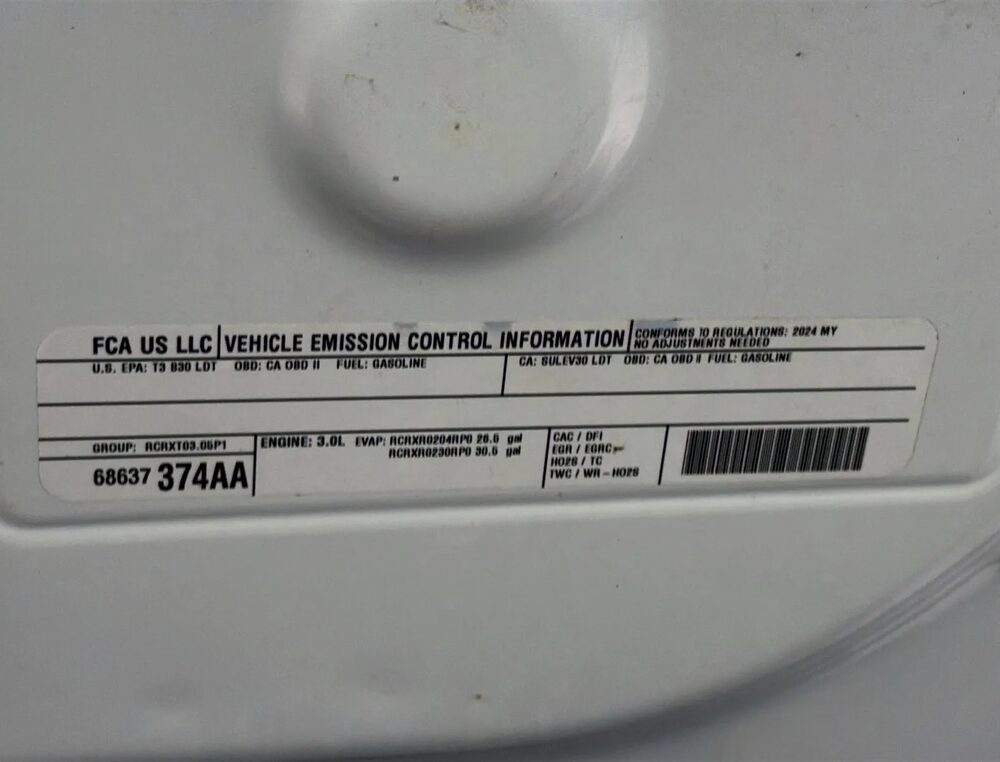 FCA US LLC VEHICLE EMISSION CONTROL INFORMATION CONFORMS TO REGULATIONS: 2024 MY
NO ADJUSTMENTS NEEDED
U.S. EPA: T3 B30 LDT OBD: CA OBD II FUEL: GASOLINE CA: SULEV30 LDT OBD: CA OBD II FUEL: GASOLINE
GROUP: RCRXT03.05P1
68637 374AA
ENGINE: 3.0L EVAP: RCRXR0204RP0 26.6 gal
RCRXR0230RP0 30.6 gal
CAC / DFI
EGR / EGRC
HO2S / TC
TWC / WR-HO2S